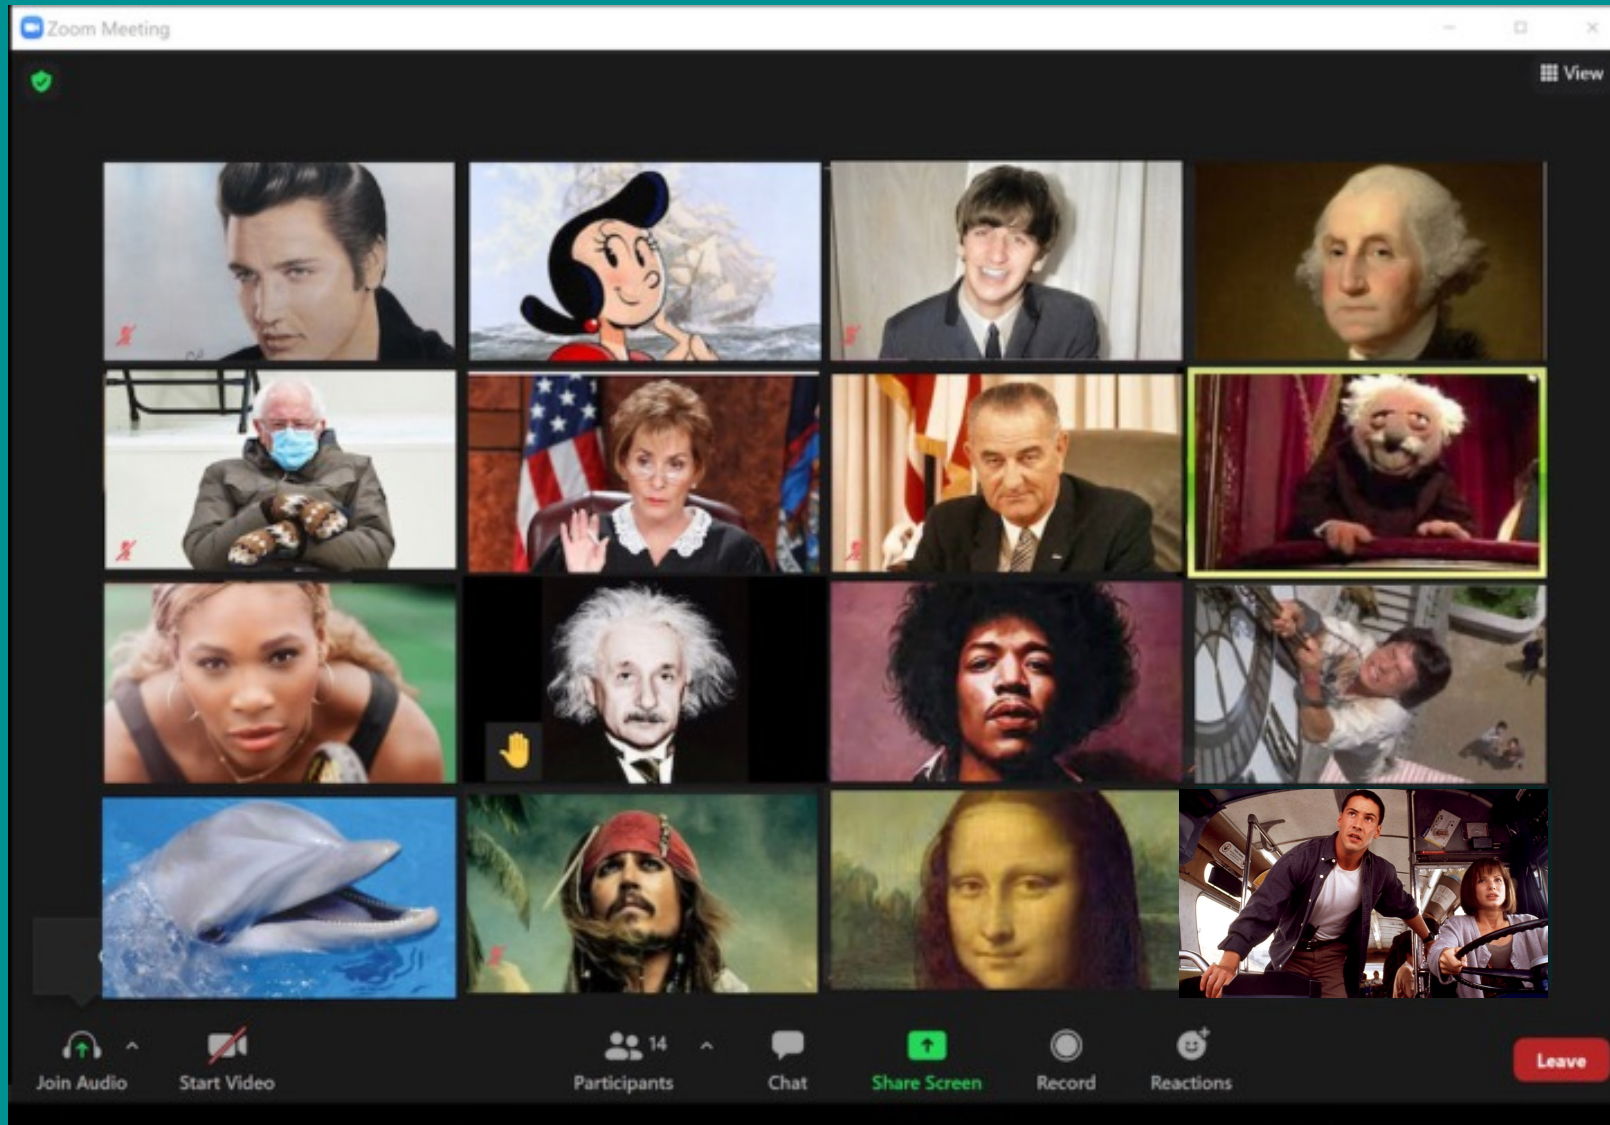 Zoom Meeting
View
14
Join Audio
Start Video
Participants
Chat
Share Screen
Record
Reactions
Leave